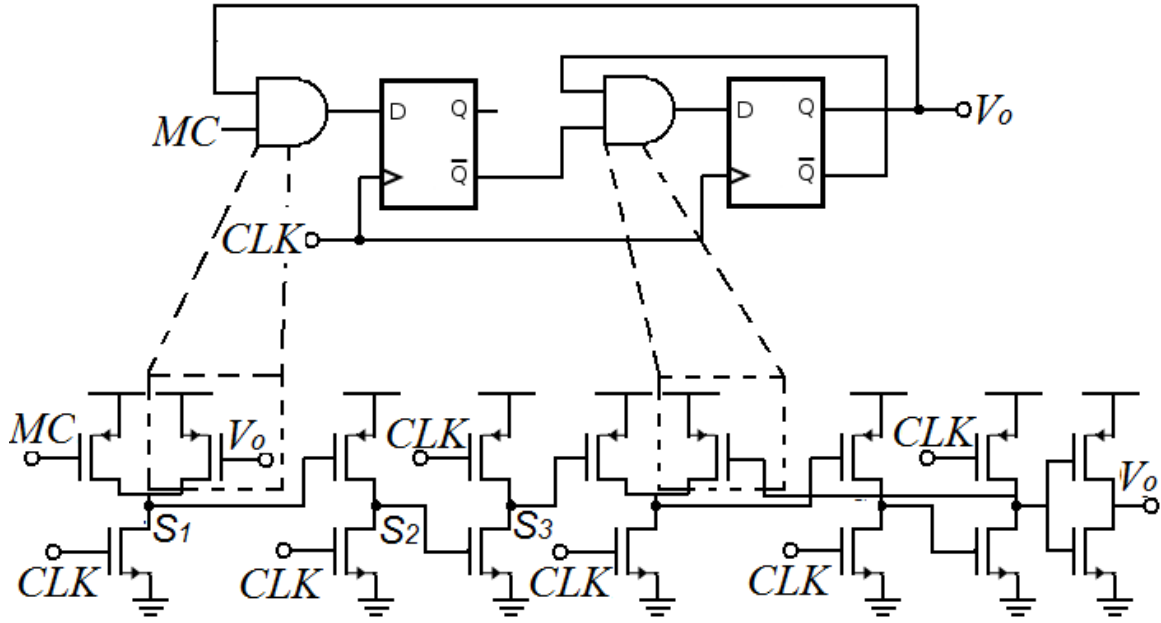 D Q D Q Vo
MC
Q̅ Q̅
CLK
MC Vo CLK CLK Vo
S1 S2 S3
CLK CLK CLK CLK